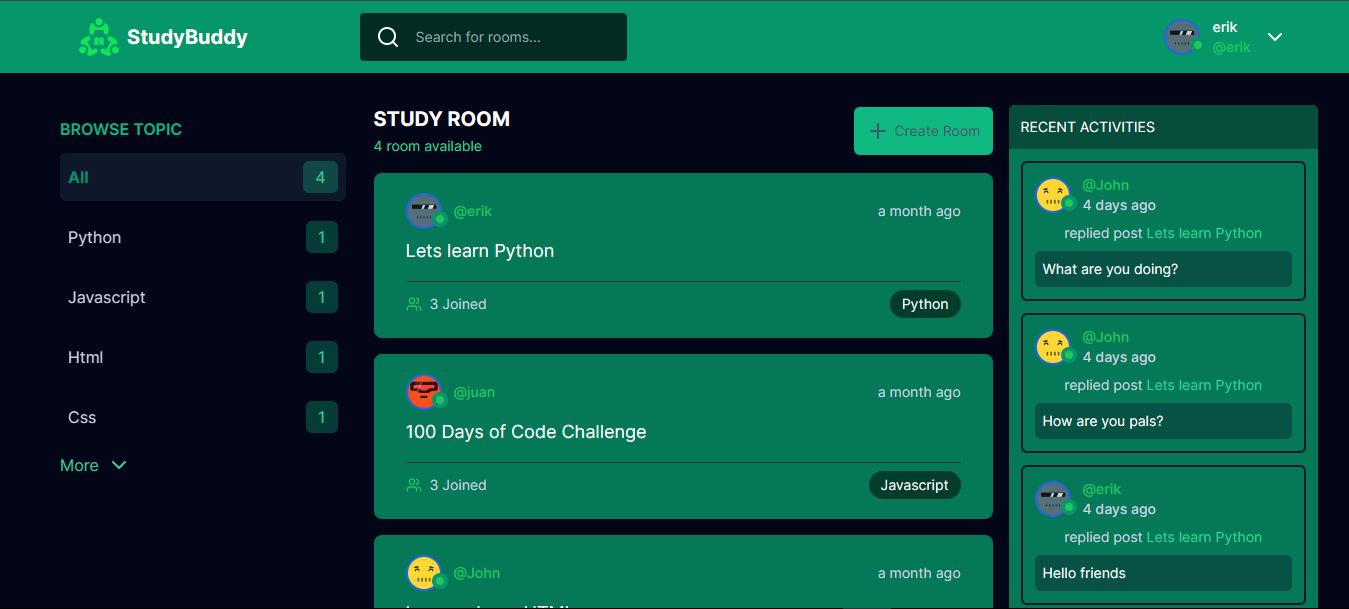 StudyBuddy
Search for rooms...
erik
@erik
BROWSE TOPIC
All 4
Python 1
Javascript 1
Html 1
Css 1
More
STUDY ROOM
4 room available
Create Room
@erik a month ago
Lets learn Python
3 Joined Python
@juan a month ago
100 Days of Code Challenge
3 Joined Javascript
@John a month ago
RECENT ACTIVITIES
@John
4 days ago
replied post Lets learn Python
What are you doing?
@John
4 days ago
replied post Lets learn Python
How are you pals?
@erik
4 days ago
replied post Lets learn Python
Hello friends